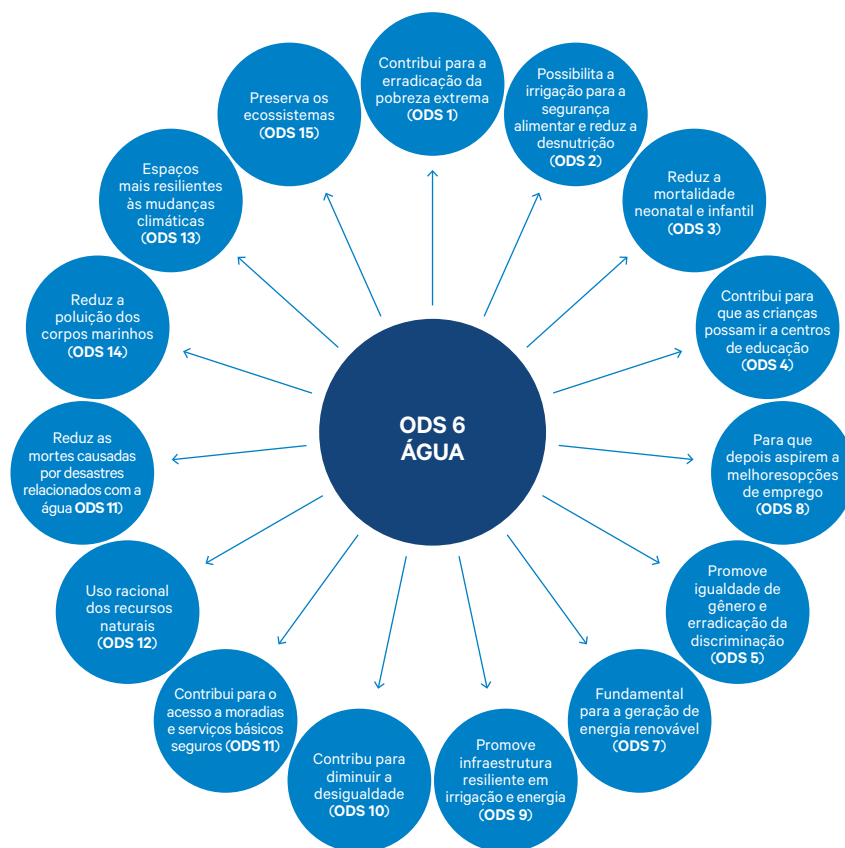 Contribui para a
erradicação da
pobreza extrema
(ODS 1)
Possibilita a
irrigação para a
segurança
alimentar e reduz a
desnutrição
(ODS 2)
Reduz a
mortalidade
neonatal e infantil
(ODS 3)
Contribui para
que as crianças
possam ir a centros
de educação
(ODS 4)
Para que
depois aspirem a
melhoresopções
de emprego
(ODS 8)
Promove
igualdade de
gênero e
erradicação da
discriminação
(ODS 5)
Fundamental
para a geração de
energia renovável
(ODS 7)
Promove
infraestrutura
resiliente em
irrigação e energia
(ODS 9)
Contribu para
diminuir a
desigualdade
(ODS 10)
Contribui para o
acesso a moradias
e serviços básicos
seguros (ODS 11)
Uso racional
dos recursos
naturais
(ODS 12)
Reduz as
mortes causadas
por desastres
relacionados com a
água ODS 11)
Reduz a
poluição dos
corpos marinhos
(ODS 14)
Espaços
mais resilientes
às mudanças
climáticas
(ODS 13)
Preserva os
ecossistemas
(ODS 15)
ODS 6
ÁGUA